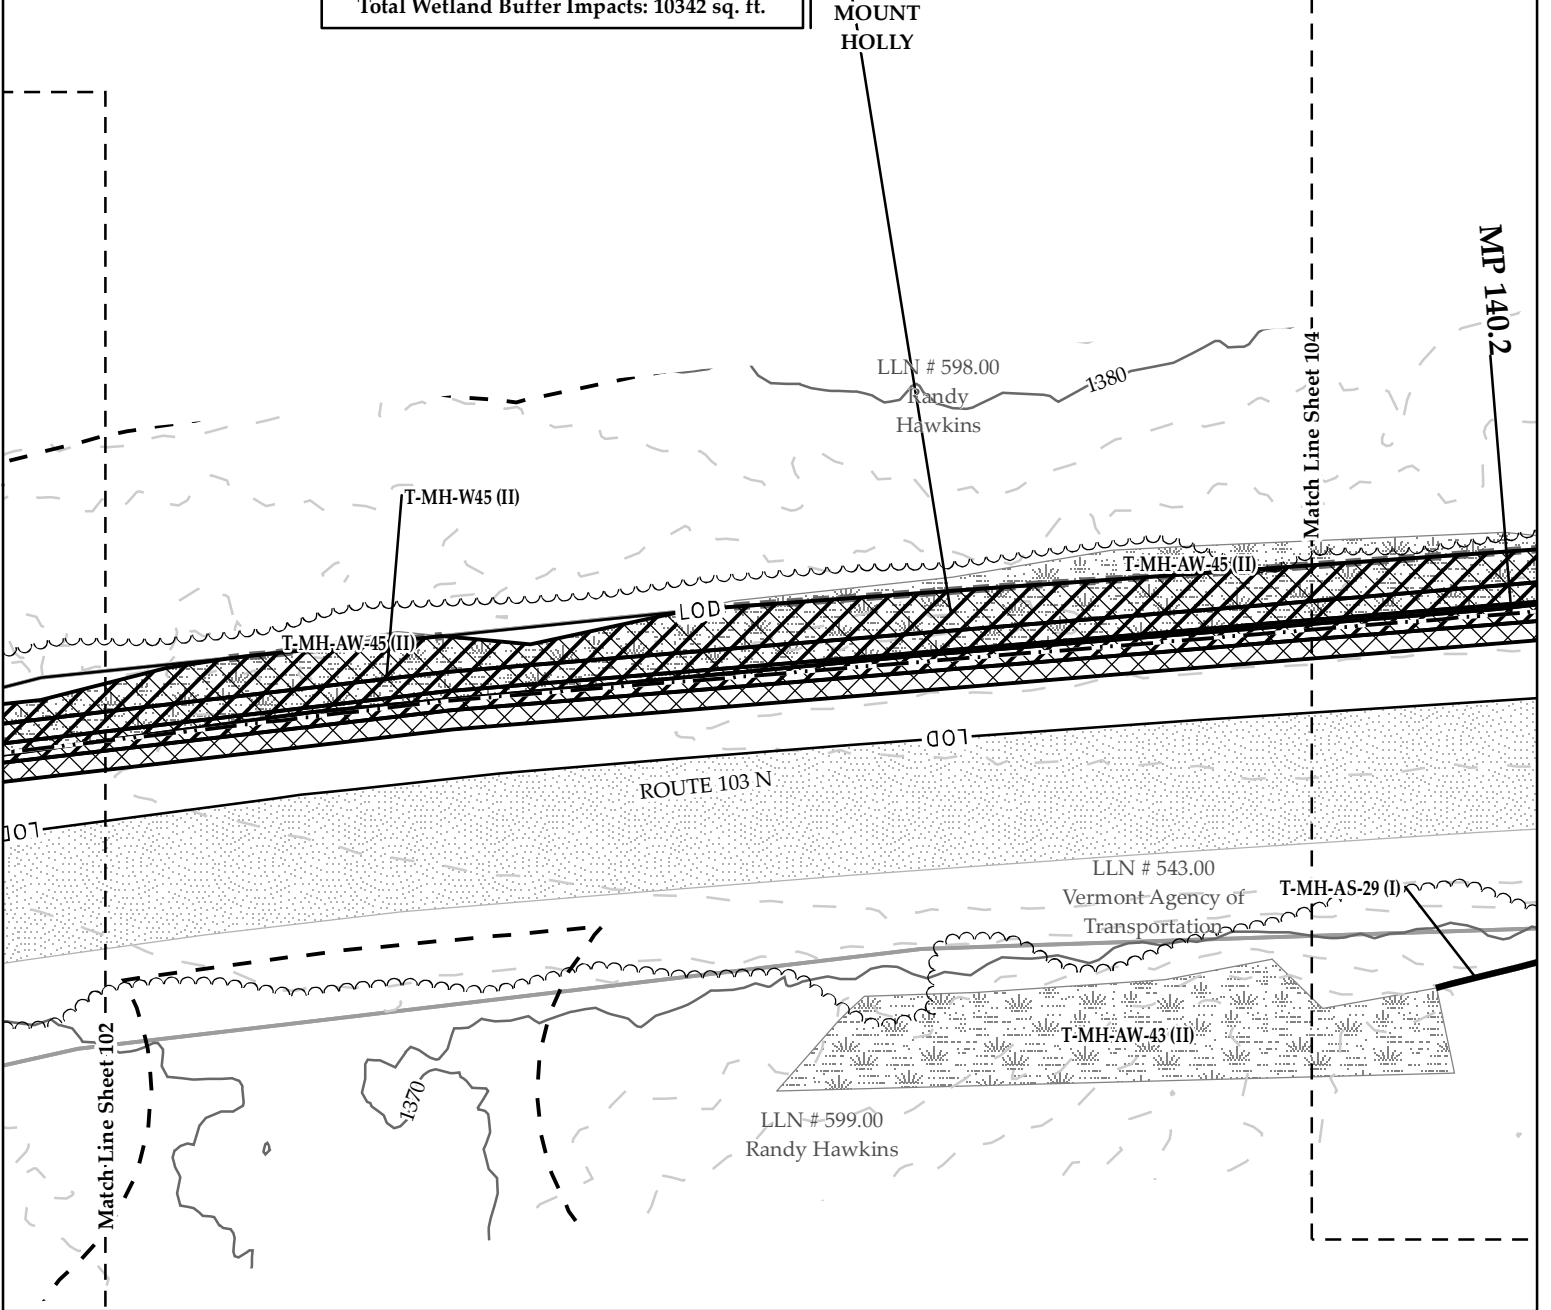 Total Wetland Buffer Impacts: 10342 sq. ft.
MOUNT
HOLLY
MP 140.2
Match Line Sheet 104
LLN # 598.00
Randy
Hawkins
1380
T-MH-W45 (II)
T-MH-AW-45 (II)
LOD
T-MH-AW-45 (II)
LOD
ROUTE 103 N
LOD
LLN # 543.00
Vermont Agency of
Transportation
T-MH-AS-29 (I)
T-MH-AW-43 (II)
Match Line Sheet 102
1370
LLN # 599.00
Randy Hawkins